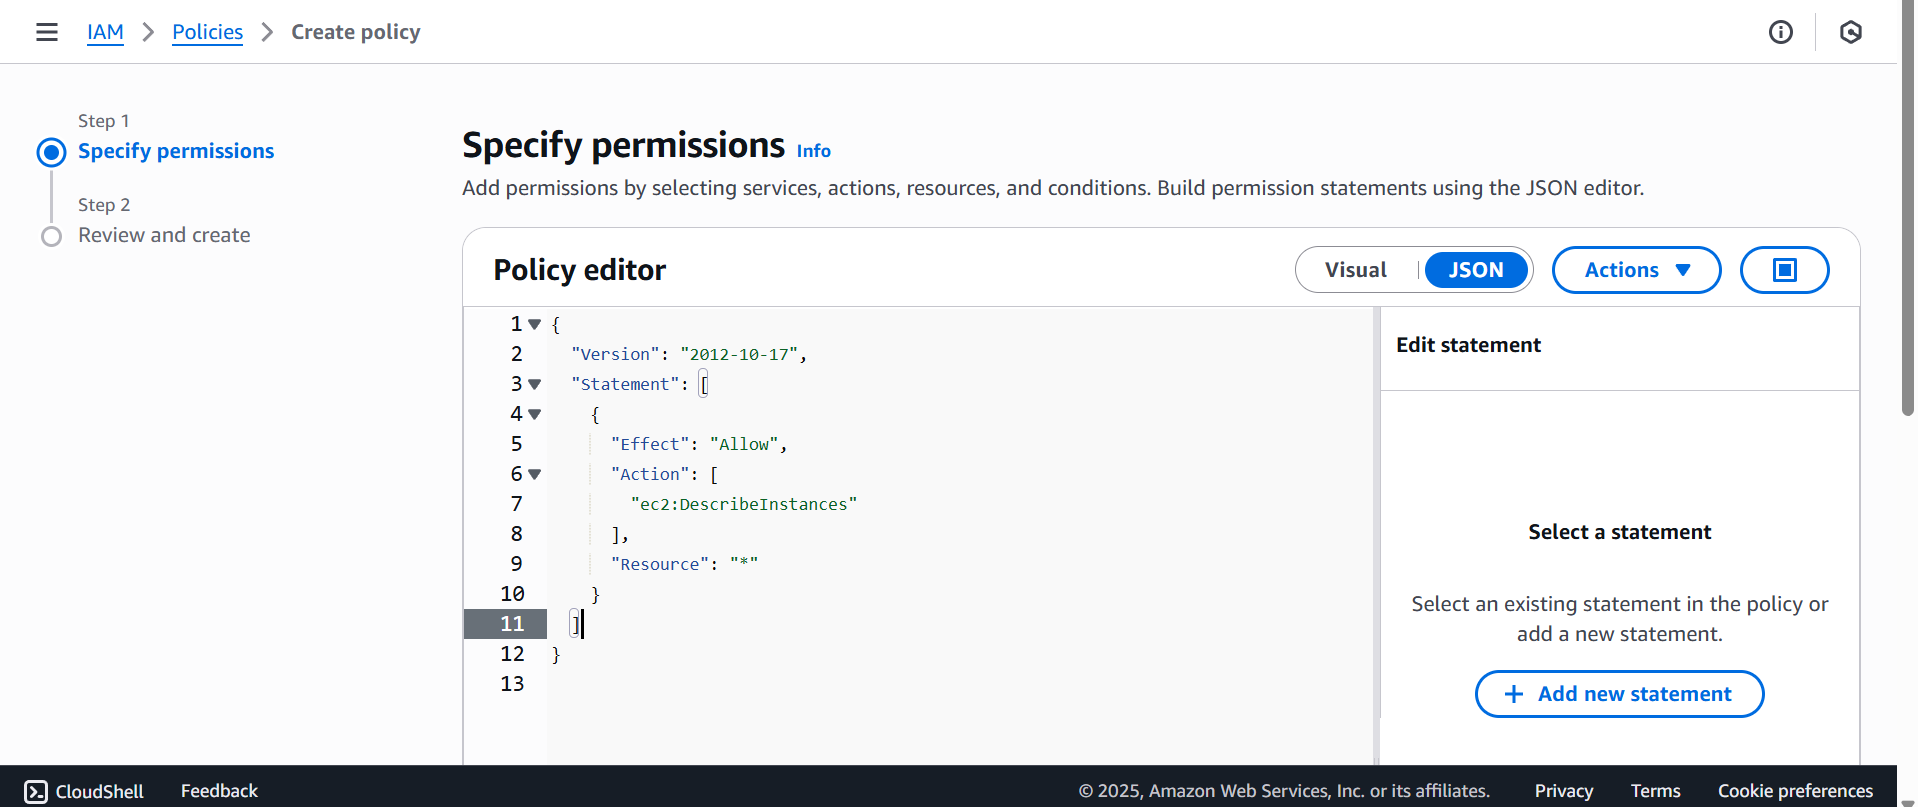 IAM > Policies > Create policy
Step 1
Specify permissions
Step 2
Review and create
Specify permissions Info
Add permissions by selecting services, actions, resources, and conditions. Build permission statements using the JSON editor.
Policy editor
Visual | JSON
Actions
1 {
2 "Version": "2012-10-17",
3 "Statement": [
4 {
5 "Effect": "Allow",
6 "Action": [
7 "ec2:DescribeInstances"
8 ],
9 "Resource": "*"
10 }
11 ]
12 }
13
Edit statement
Select a statement
Select an existing statement in the policy or
add a new statement.
+ Add new statement
CloudShell Feedback © 2025, Amazon Web Services, Inc. or its affiliates. Privacy Terms Cookie preferences